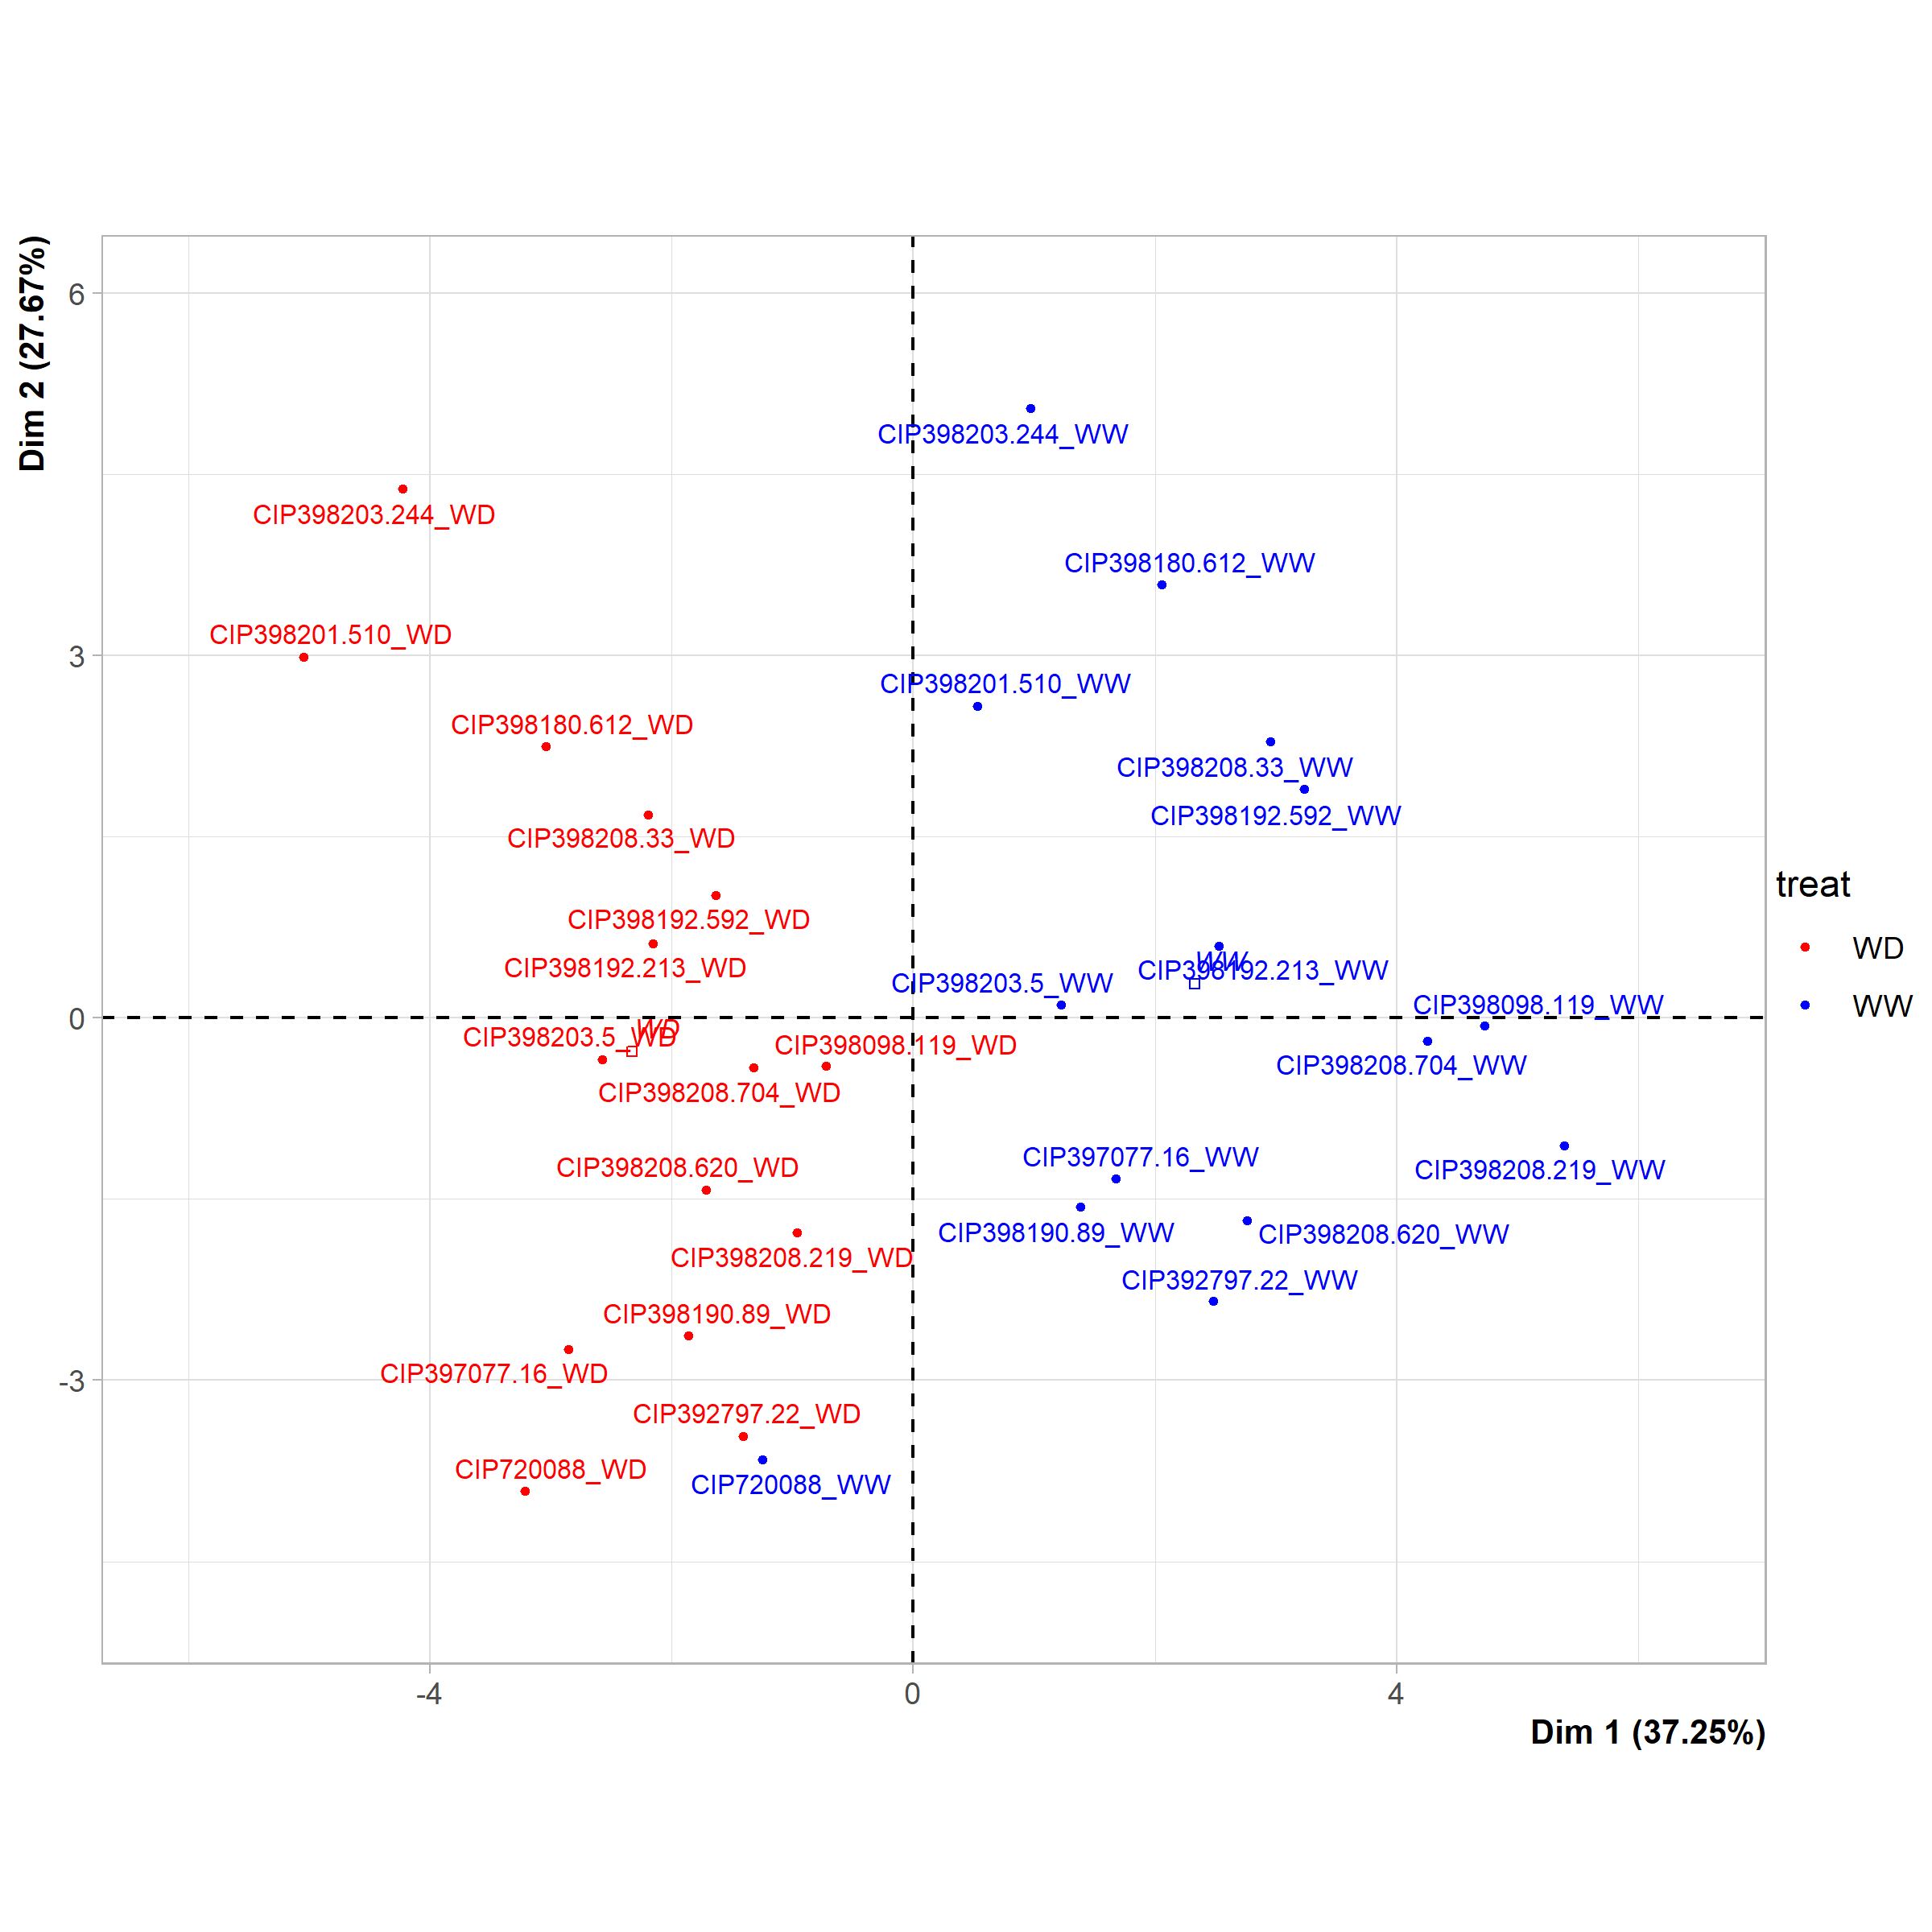 Dim 2 (27.67%)
6
3
0
-3
CIP398203.244_WW
CIP398203.244_WD
CIP398180.612_WW
CIP398201.510_WD
CIP398201.510_WW
CIP398180.612_WD
CIP398208.33_WW
CIP398192.592_WW
CIP398208.33_WD
CIP398192.592_WD
CIP398192.213_WD
WW
CIP398192.213_WW
CIP398203.5_WW
CIP398098.119_WW
WD
CIP398203.5_WD
CIP398098.119_WD
CIP398208.704_WW
CIP398208.704_WD
CIP397077.16_WW
CIP398208.620_WD
CIP398208.219_WW
CIP398190.89_WW
CIP398208.620_WW
CIP398208.219_WD
CIP392797.22_WW
CIP398190.89_WD
CIP397077.16_WD
CIP392797.22_WD
CIP720088_WD
CIP720088_WW
-4
0
4
Dim 1 (37.25%)
treat
WD
WW